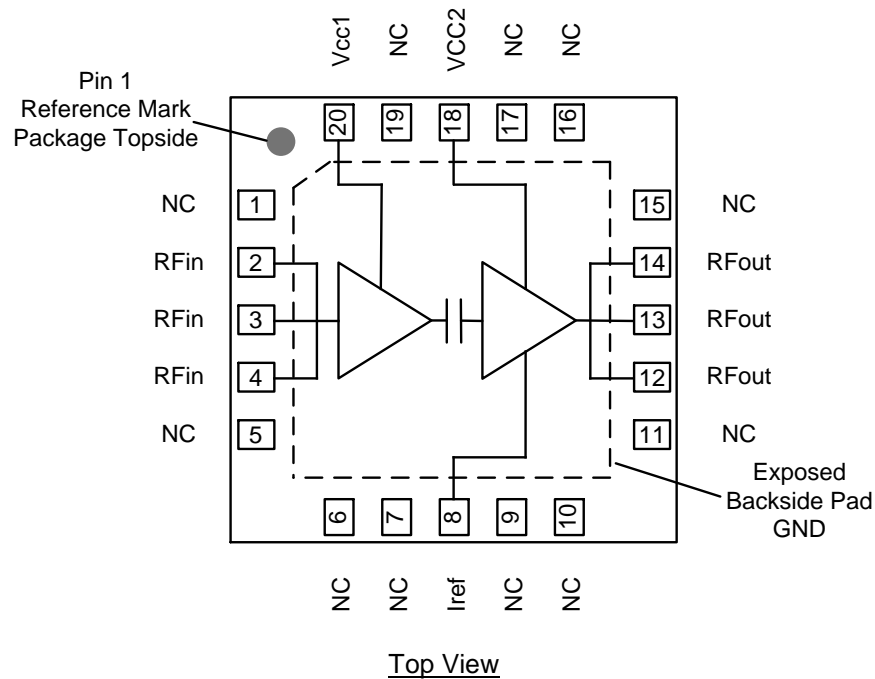 Vcc1
NC
VCC2
NC
NC
Pin 1
Reference Mark
Package Topside
20
19
18
17
16
NC
1
15
NC
RFin
2
14
RFout
RFin
3
13
RFout
RFin
4
12
RFout
NC
5
11
NC
Exposed
Backside Pad
GND
6
7
8
9
10
NC
NC
Iref
NC
NC
Top View